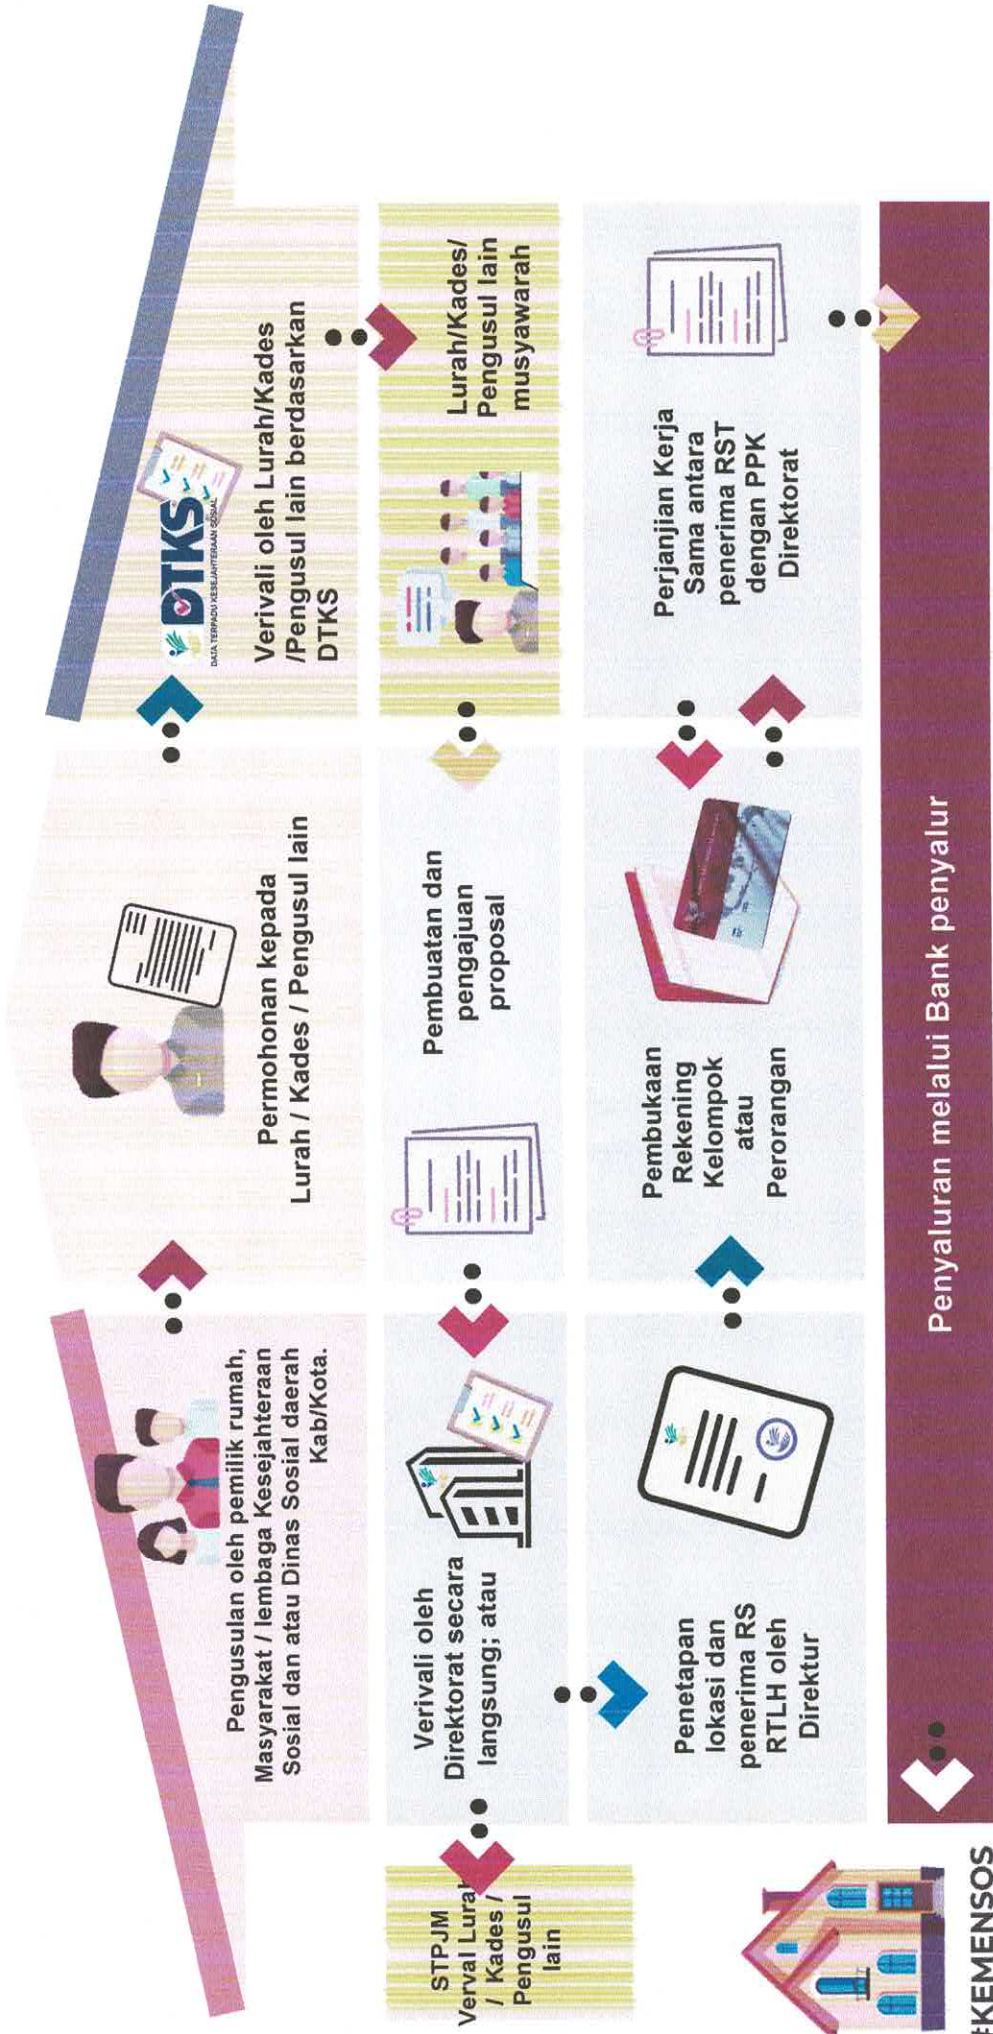 Pengusulan oleh pemilik rumah,
Masyarakat / lembaga Kesejahteraan
Sosial dan atau Dinas Sosial daerah
Kab/Kota.
Permohonan kepada
Lurah / Kades / Pengusul lain
DTKS
DATA TERPADU KESEJAHTERAAN SOSIAL
Verivali oleh Lurah/Kades
/Pengusul lain berdasarkan
DTKS
Lurah/Kades/
Pengusul lain
musyawarah
Pembuatan dan
pengajuan
proposal
Verivali oleh
Direktorat secara
langsung; atau
STPJM
Verval Lurah
/ Kades /
Pengusul
lain
Penetapan
lokasi dan
penerima RS
RTLH oleh
Direktur
Pembukaan
Rekening
Kelompok
atau
Perorangan
Perjanjian Kerja
Sama antara
penerima RST
dengan PPK
Direktorat
Penyaluran melalui Bank penyalur
#KEMENSOS